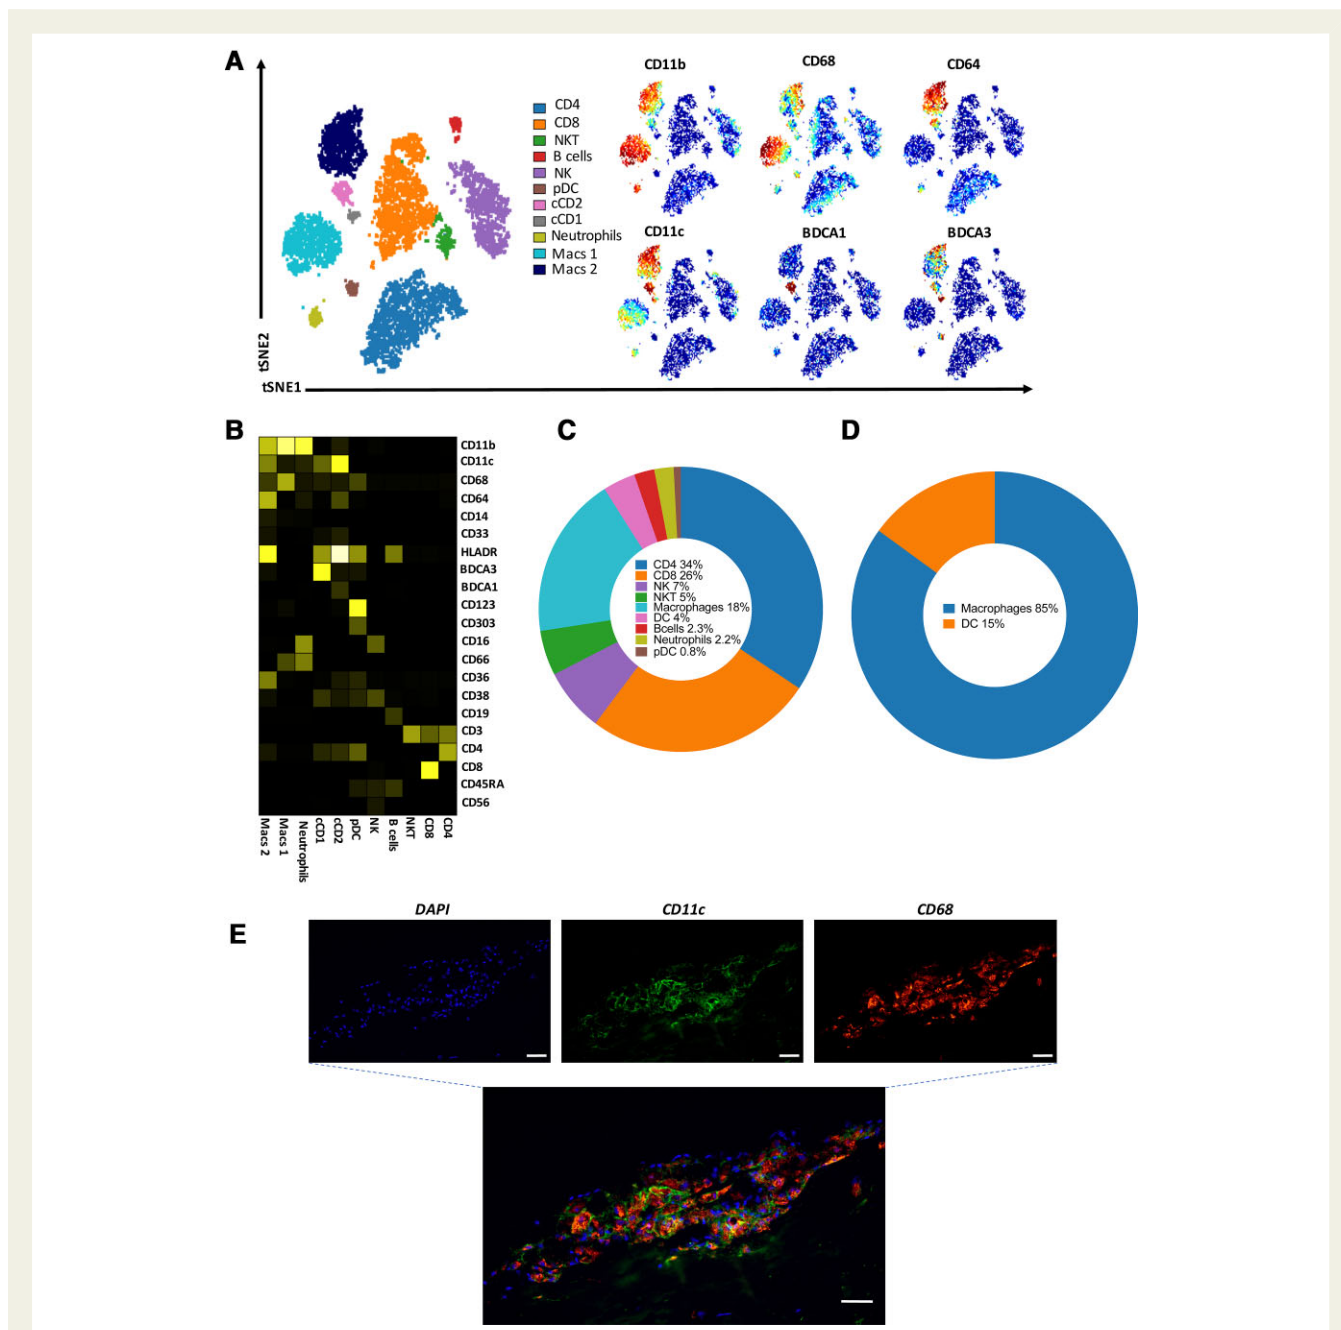 A
tSNE2
tSNE1
CD4
CD8
NKT
B cells
NK
pDC
cCD2
cCD1
Neutrophils
Macs 1
Macs 2
CD11b
CD68
CD64
CD11c
BDCA1
BDCA3
B
CD11b
CD11c
CD68
CD64
CD14
CD33
HLADR
BDCA3
BDCA1
CD123
CD303
CD16
CD66
CD36
CD38
CD19
CD3
CD4
CD8
CD45RA
CD56
Macs 2
Macs 1
Neutrophils
cCD1
cCD2
pDC
NK
B cells
NKT
CD8
CD4
C
CD4 34%
CD8 26%
NK 7%
NKT 5%
Macrophages 18%
DC 4%
Bcells 2.3%
Neutrophils 2.2%
pDC 0.8%
D
Macrophages 85%
DC 15%
E
DAPI
CD11c
CD68